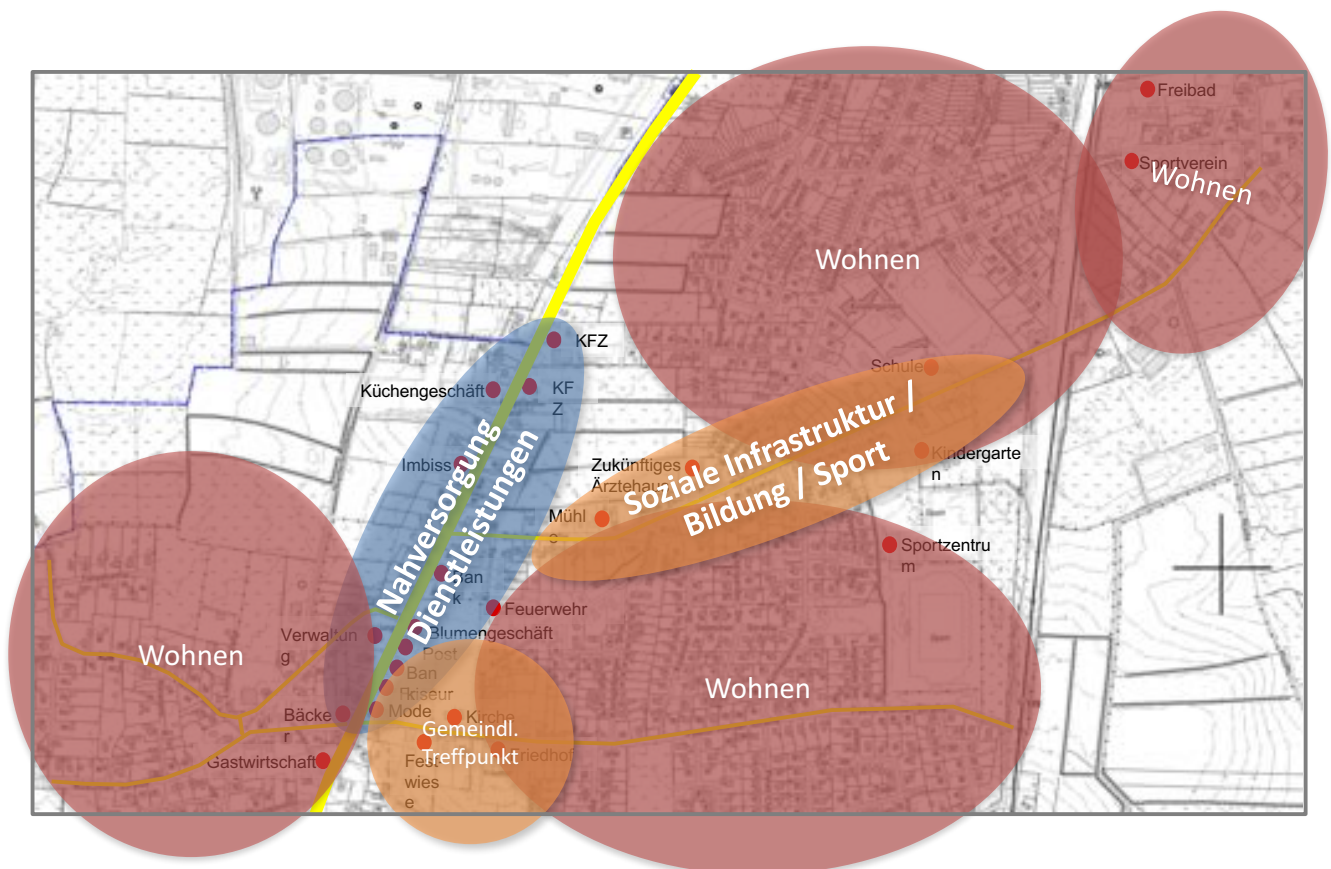 Freibad
Sportverein
Wohnen
Wohnen
KFZ
Schule
Küchengeschäft
KF
Z
Nahversorgung
Dienstleistungen
Soziale Infrastruktur /
Bildung / Sport
Imbiss
Zukünftiges
Ärztehaus
Kindergarte
n
Mühl
e
Sportzentru
m
Ban
k
Feuerwehr
Blumengeschäft
Verwaltun
g
Post
Wohnen
Ban
k
Friseur
Wohnen
Bäcke
r
Mode
Kirche
Gemeindl.
Treffpunkt
Gastwirtschaft
Friedhof
Fest
wies
e